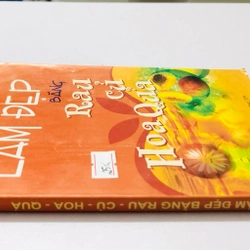 LÀM ĐẸP
BẰNG
Rau
củ
Hoa Quả
LÀM ĐẸP BẰNG RAU - CỦ - HOA - QUẢ